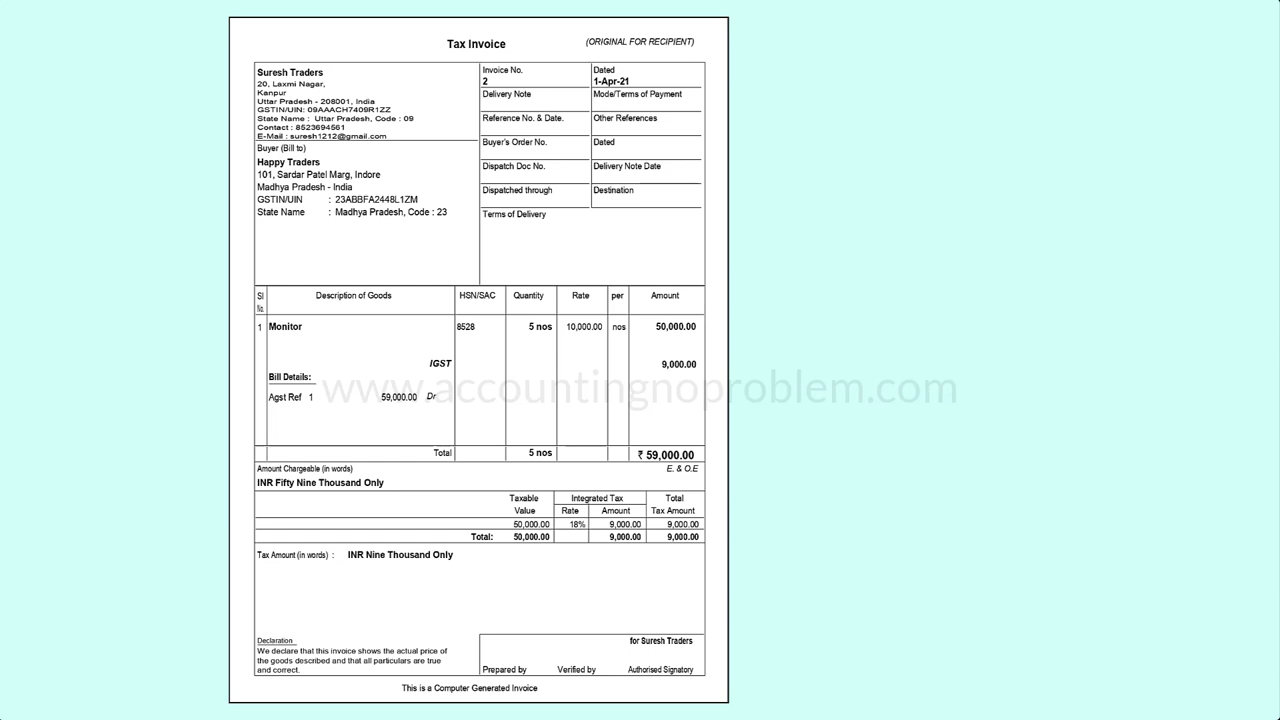 Tax Invoice
(ORIGINAL FOR RECIPIENT)
Suresh Traders
20, Laxmi Nagar,
Kanpur
Uttar Pradesh - 208001, India
GSTIN/UIN: 09AAACH7409R1ZZ
State Name : Uttar Pradesh, Code : 09
Contact : 8523694561
E-Mail : suresh1212@gmail.com
Buyer (Bill to)
Happy Traders
101, Sardar Patel Marg, Indore
Madhya Pradesh - India
GSTIN/UIN : 23ABBFA2448L1ZM
State Name : Madhya Pradesh, Code : 23
Invoice No. Dated
2 1-Apr-21
Delivery Note Mode/Terms of Payment
Reference No. & Date. Other References
Buyer's Order No. Dated
Dispatch Doc No. Delivery Note Date
Dispatched through Destination
Terms of Delivery
Sl Description of Goods HSN/SAC Quantity Rate per Amount
No.
1 Monitor 8528 5 nos 10,000.00 nos 50,000.00
IGST 9,000.00
Bill Details:
www.accountingnoproblem.com
Agst Ref 1 59,000.00 Dr
Total 5 nos ₹ 59,000.00
Amount Chargeable (in words) E. & O.E
INR Fifty Nine Thousand Only
Taxable Integrated Tax Total
Value Rate Amount Tax Amount
50,000.00 18% 9,000.00 9,000.00
Total: 50,000.00 9,000.00 9,000.00
Tax Amount (in words) : INR Nine Thousand Only
Declaration
We declare that this invoice shows the actual price of
the goods described and that all particulars are true
and correct.
for Suresh Traders
Prepared by Verified by Authorised Signatory
This is a Computer Generated Invoice